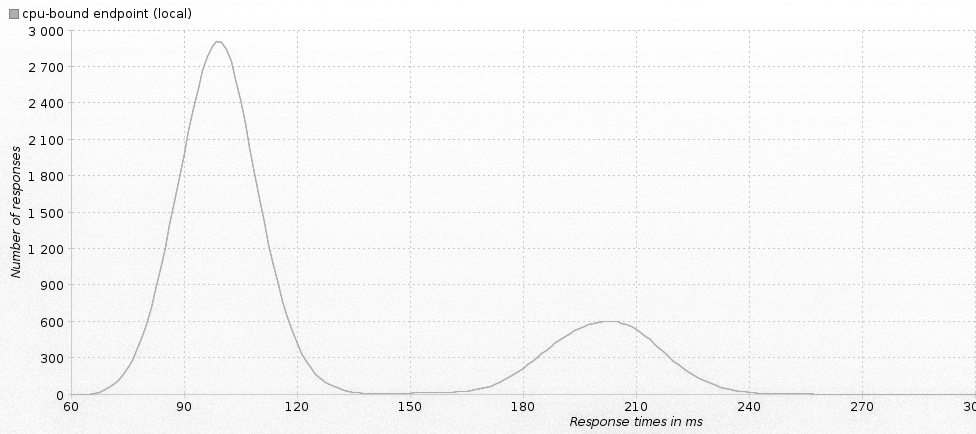 cpu-bound endpoint (local)
Number of responses
3 000
2 700
2 400
2 100
1 800
1 500
1 200
900
600
300
0
60 90 120 150 180 210 240 270 30
Response times in ms